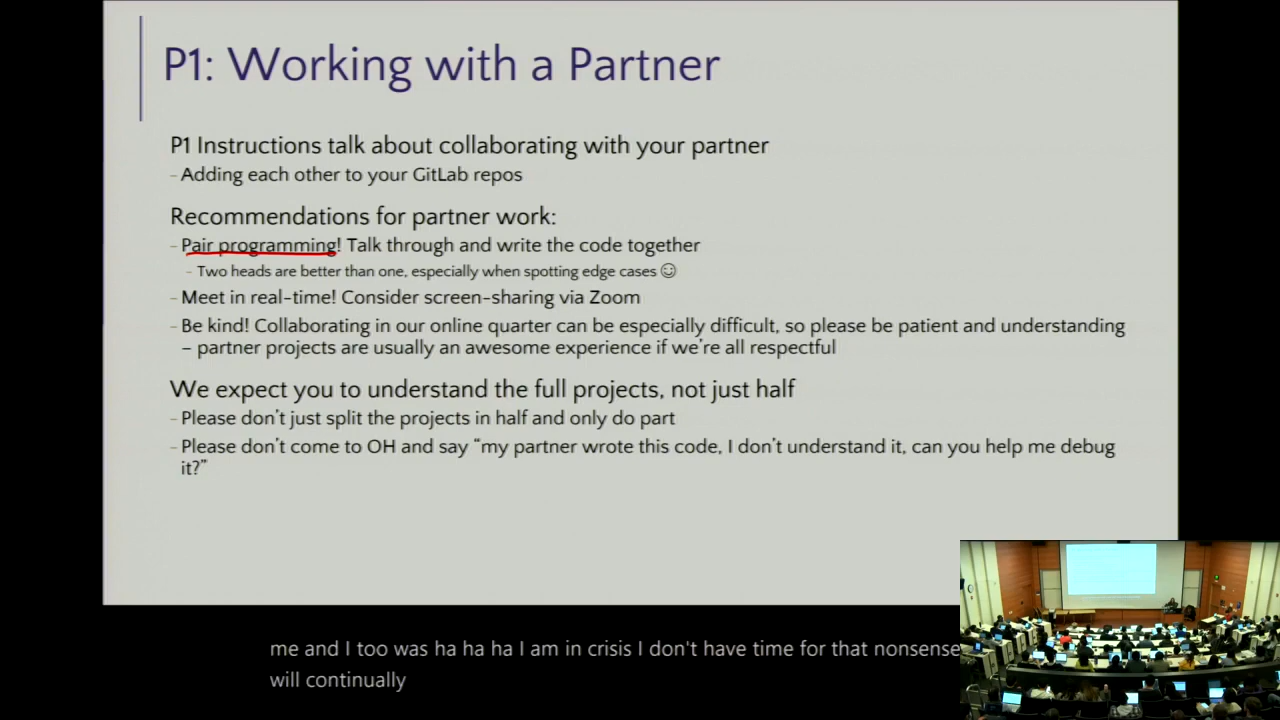 P1: Working with a Partner
P1 Instructions talk about collaborating with your partner
- Adding each other to your GitLab repos
Recommendations for partner work:
- Pair programming! Talk through and write the code together
- Two heads are better than one, especially when spotting edge cases ☺
- Meet in real-time! Consider screen-sharing via Zoom
- Be kind! Collaborating in our online quarter can be especially difficult, so please be patient and understanding
– partner projects are usually an awesome experience if we're all respectful
We expect you to understand the full projects, not just half
- Please don't just split the projects in half and only do part
- Please don't come to OH and say “my partner wrote this code, I don't understand it, can you help me debug
it?”
me and I too was ha ha ha I am in crisis I don't have time for that nonsense
will continually